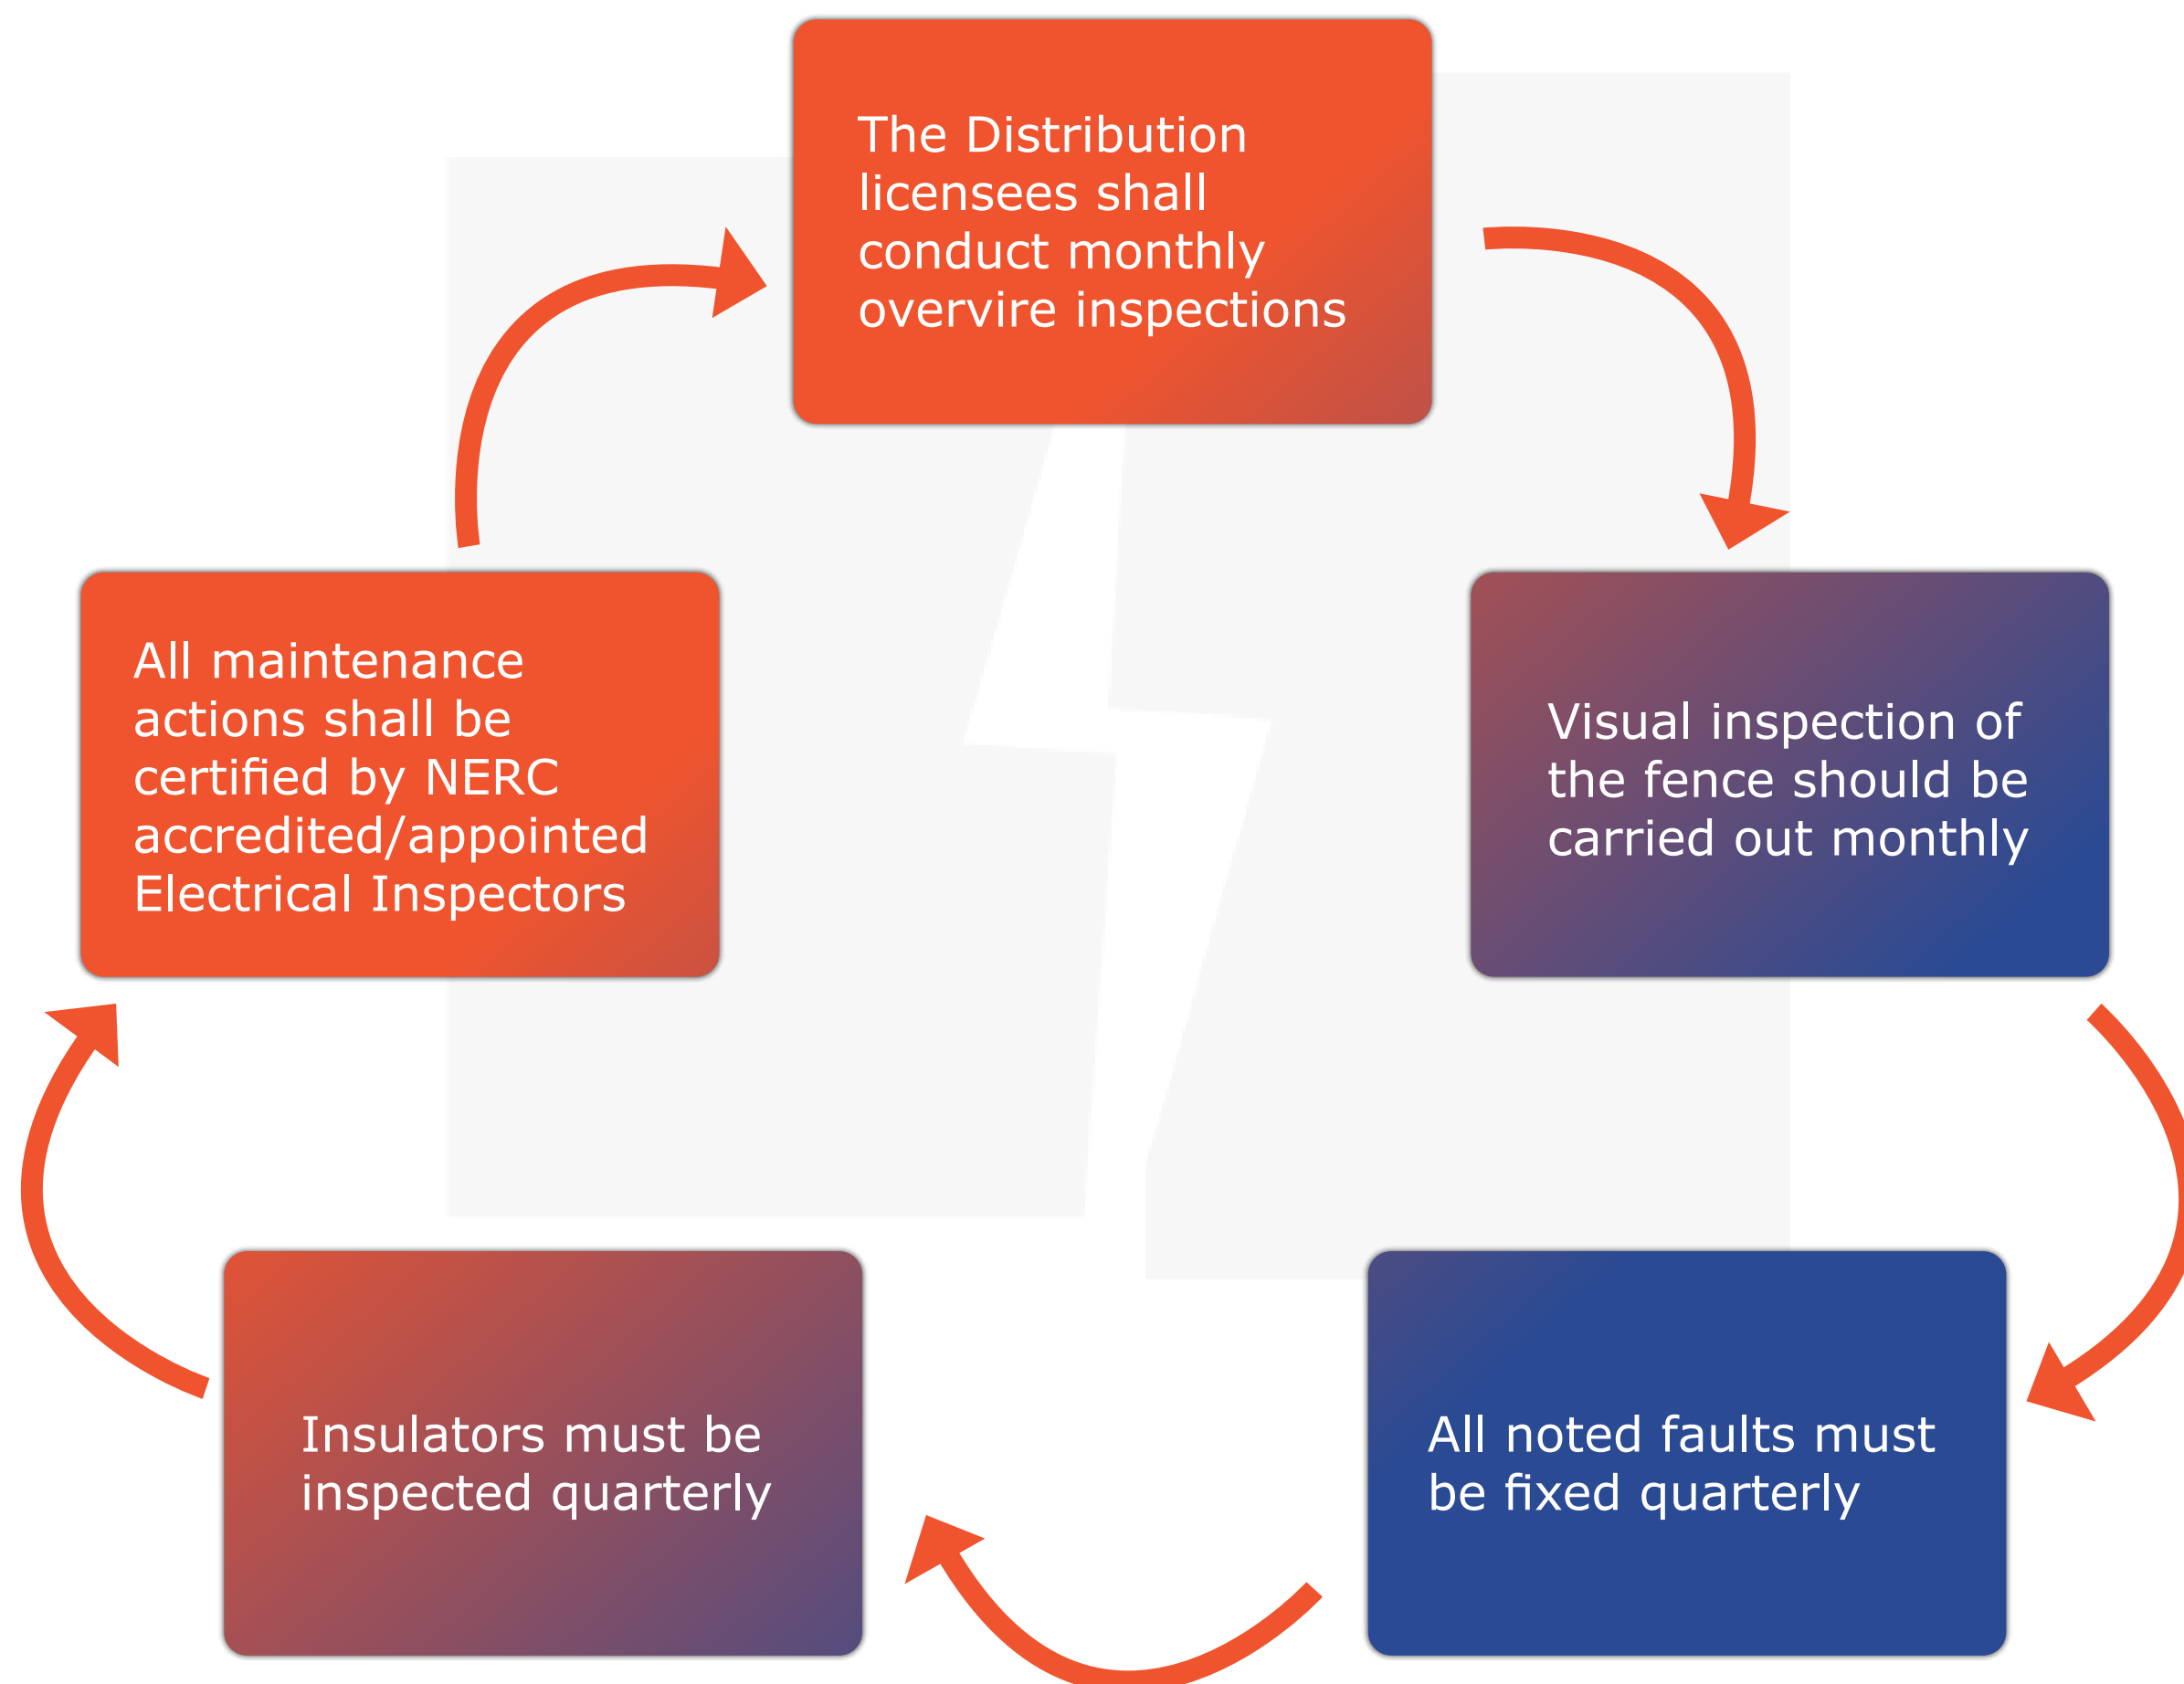 The Distribution
licensees shall
conduct monthly
overvire inspections
Visual inspection of
the fence should be
carried out monthly
All noted faults must
be fixed quarterly
Insulators must be
inspected quarterly
All maintenance
actions shall be
certified by NERC
accredited/appointed
Electrical Inspectors